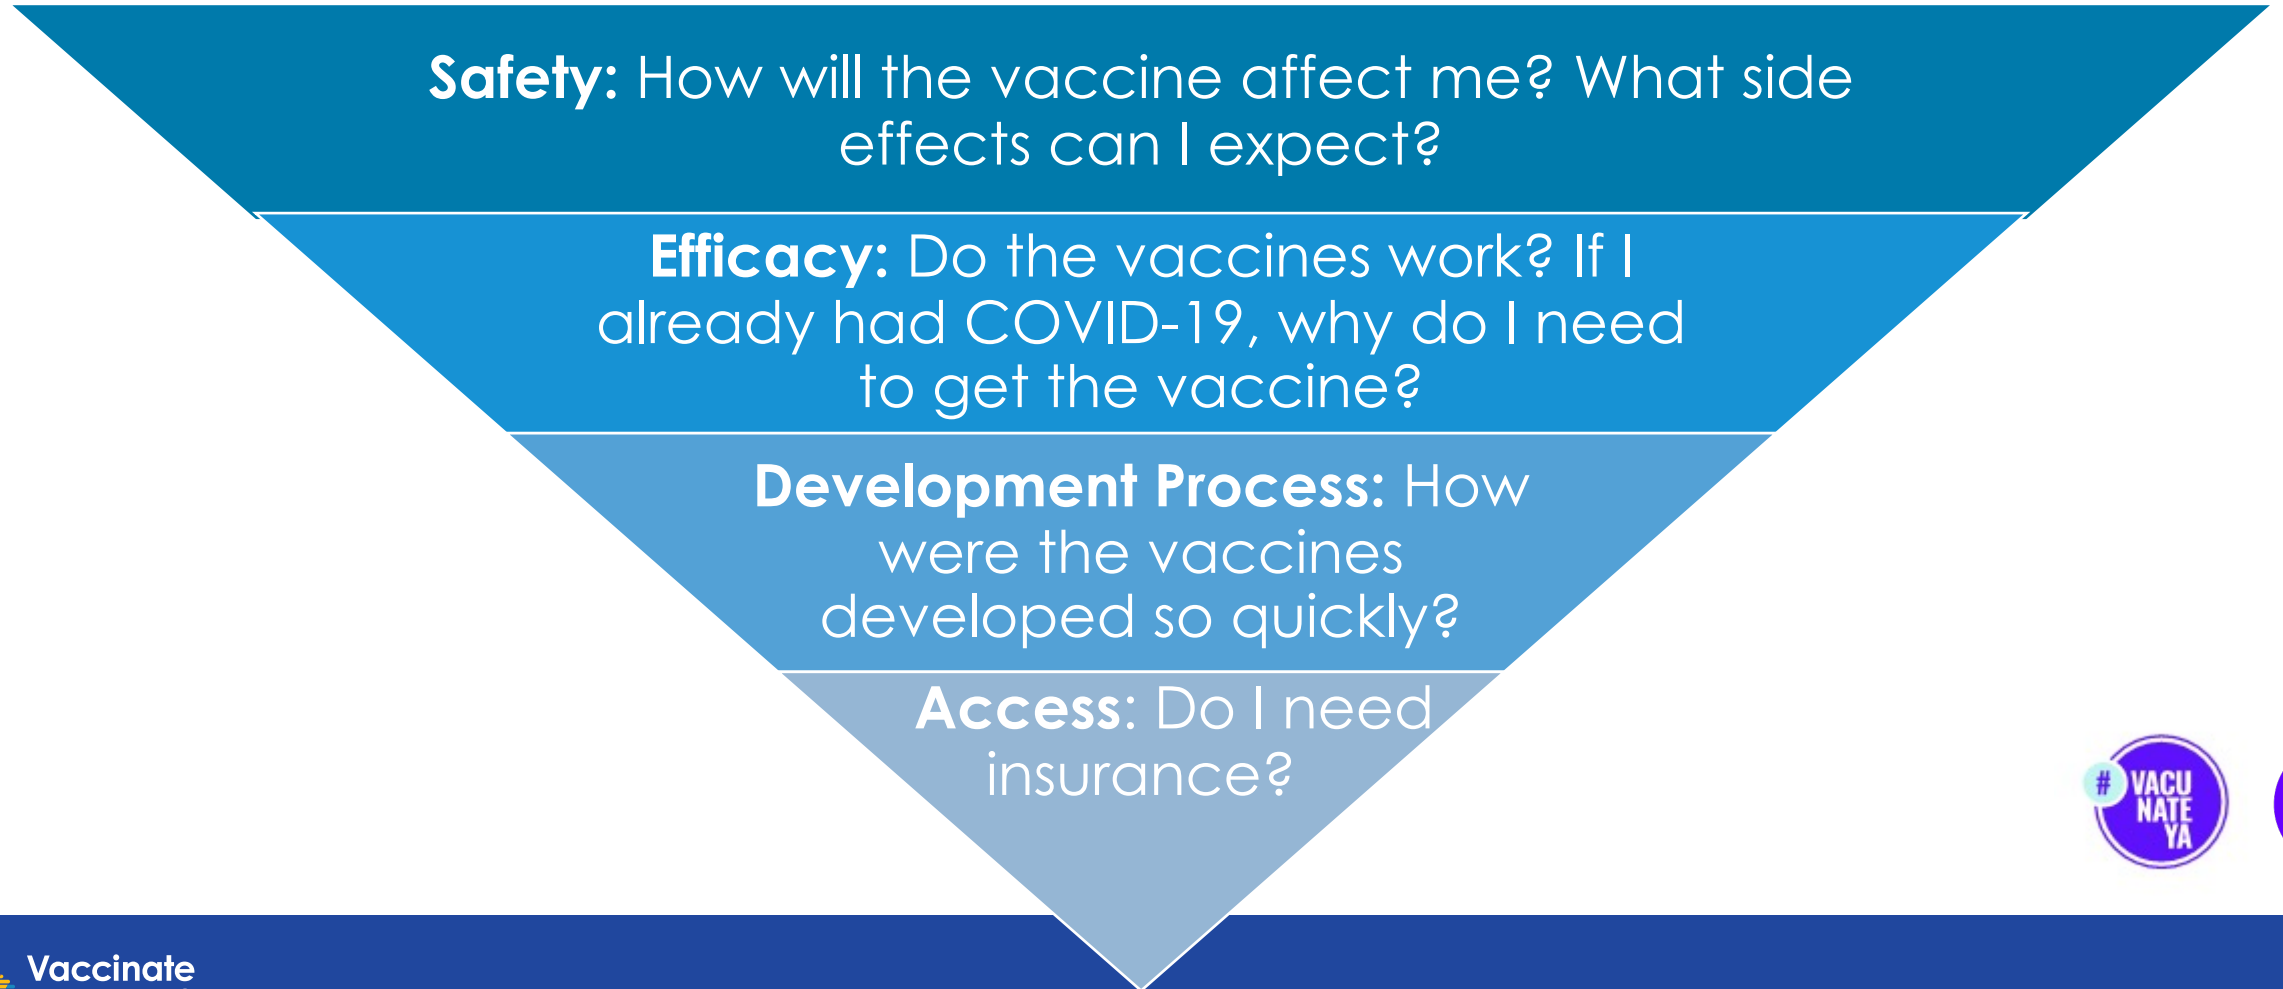 Safety: How will the vaccine affect me? What side
effects can I expect?
Efficacy: Do the vaccines work? If I
already had COVID-19, why do I need
to get the vaccine?
Development Process: How
were the vaccines
developed so quickly?
Access: Do I need
insurance?
# VACU
NATE
YA
Vaccinate